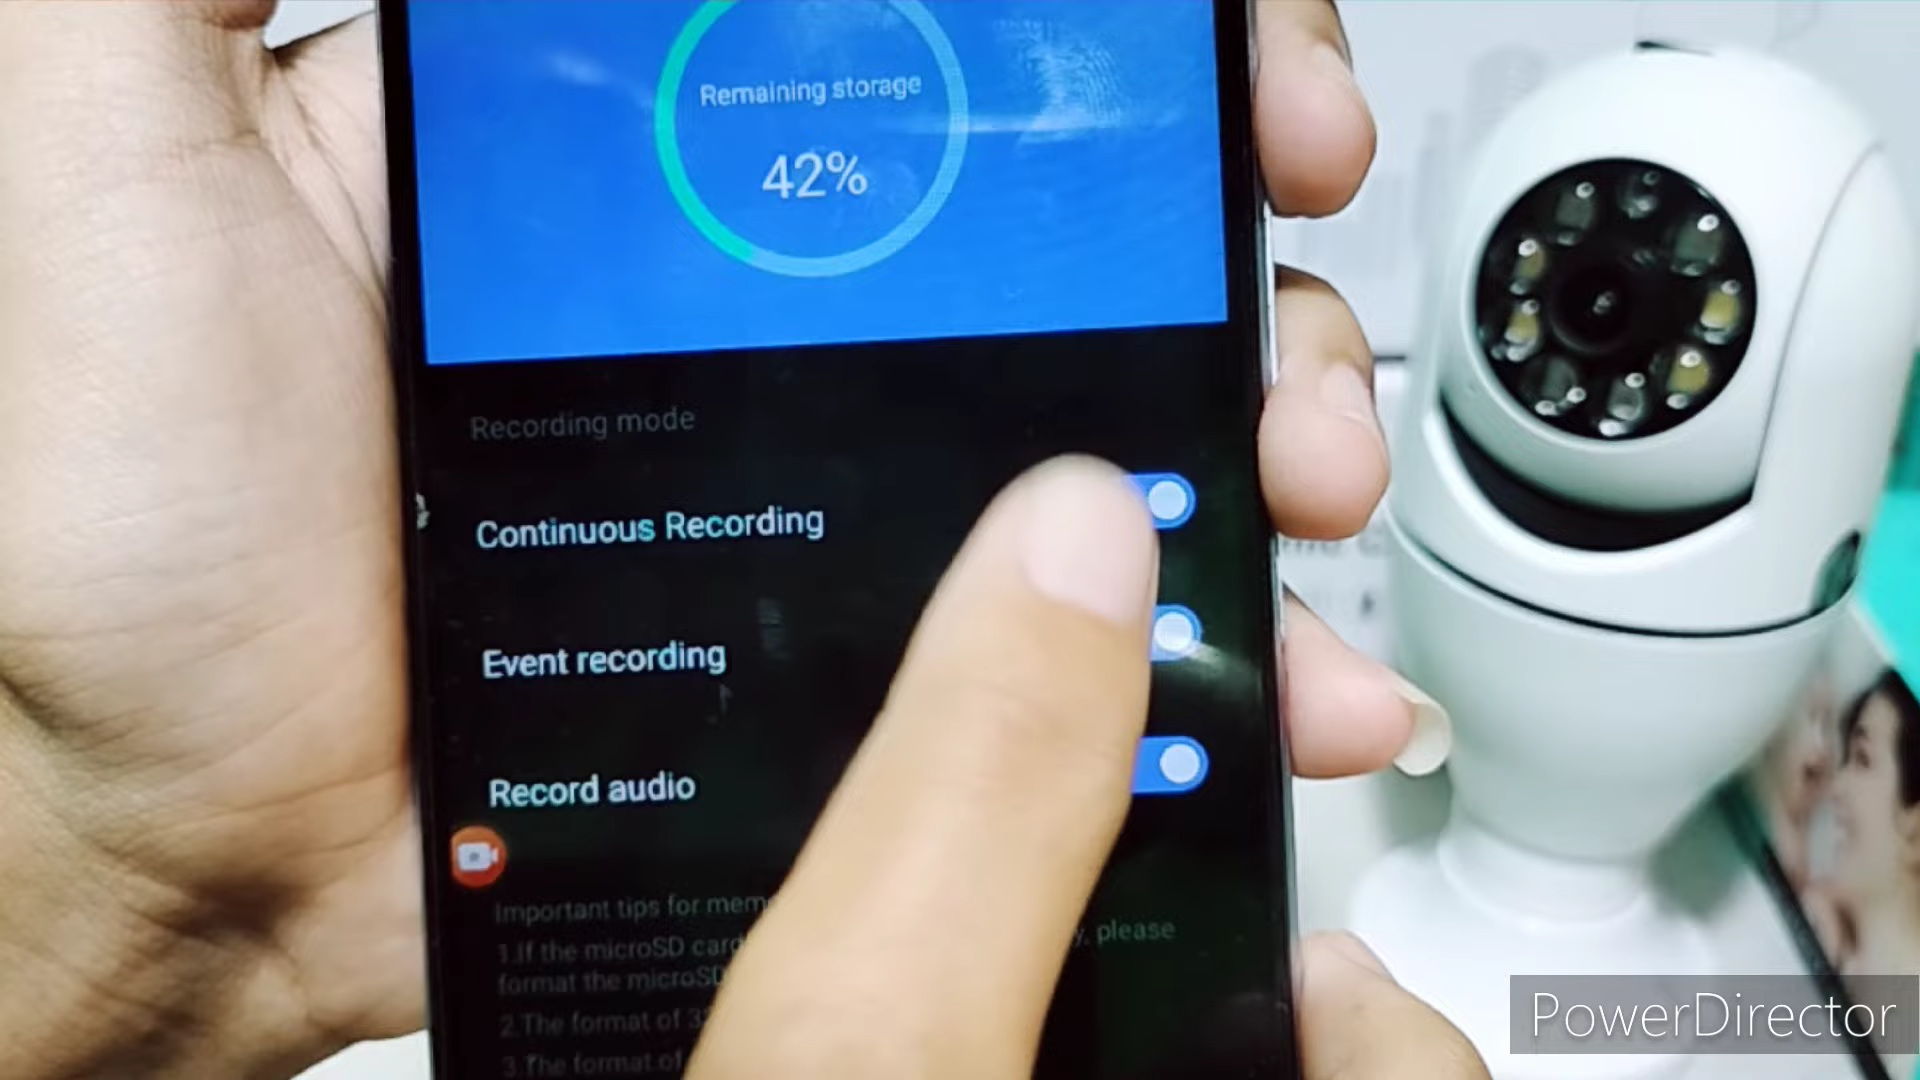 Remaining storage
42%
Recording mode
Continuous Recording
Event recording
Record audio
Important tips for
1.If the microSD card please
format the microSD
2.The format of
3.The format of
PowerDirector